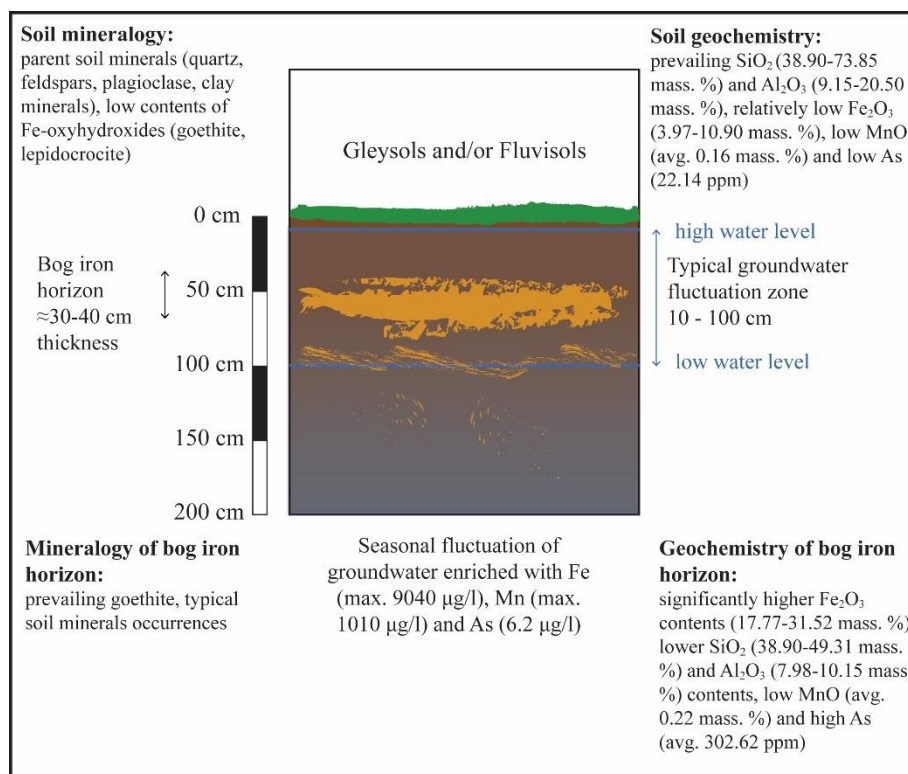 Soil mineralogy:
parent soil minerals (quartz,
feldspars, plagioclase, clay
minerals), low contents of
Fe-oxyhydroxides (goethite,
lepidocrocite)
Soil geochemistry:
prevailing SiO₂ (38.90-73.85
mass. %) and Al₂O₃ (9.15-20.50
mass. %), relatively low Fe₂O₃
(3.97-10.90 mass. %), low MnO
(avg. 0.16 mass. %) and low As
(22.14 ppm)
Gleysols and/or Fluvisols
0 cm
50 cm
100 cm
150 cm
200 cm
Bog iron
horizon
≈30-40 cm
thickness
high water level
Typical groundwater
fluctuation zone
10 - 100 cm
low water level
Mineralogy of bog iron
horizon:
prevailing goethite, typical
soil minerals occurrences
Seasonal fluctuation of
groundwater enriched with Fe
(max. 9040 μg/l), Mn (max.
1010 μg/l) and As (6.2 μg/l)
Geochemistry of bog iron
horizon:
significantly higher Fe₂O₃
contents (17.77-31.52 mass. %)
lower SiO₂ (38.90-49.31 mass.
%) and Al₂O₃ (7.98-10.15 mass
%) contents, low MnO (avg.
0.22 mass. %) and high As
(avg. 302.62 ppm)